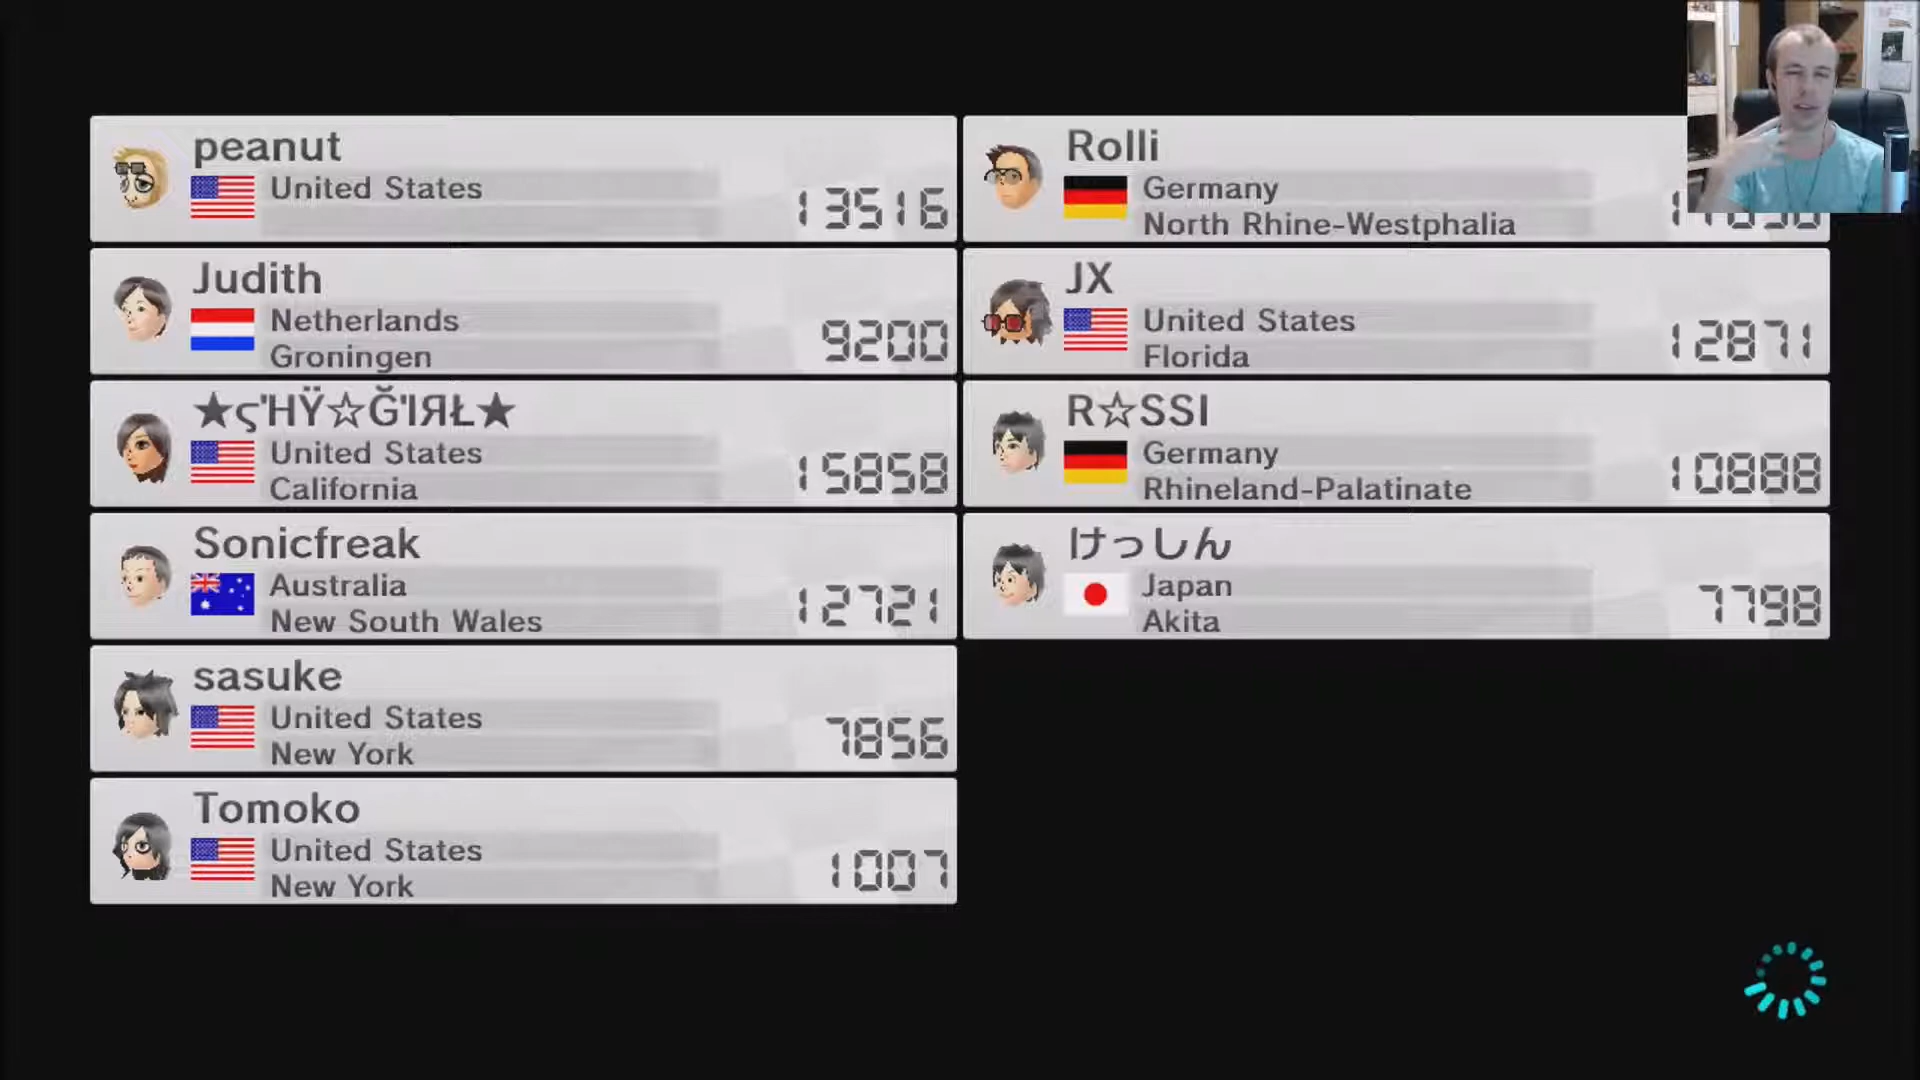 peanut
United States
13516
Judith
Netherlands
Groningen
9200
★ς'HŸ☆Ğ'IЯŁ★
United States
California
15858
Sonicfreak
Australia
New South Wales
12721
sasuke
United States
New York
7856
Tomoko
United States
New York
1007
Rolli
Germany
North Rhine-Westphalia
JX
United States
Florida
12871
R☆SSI
Germany
Rhineland-Palatinate
10888
けっしん
Japan
Akita
7798